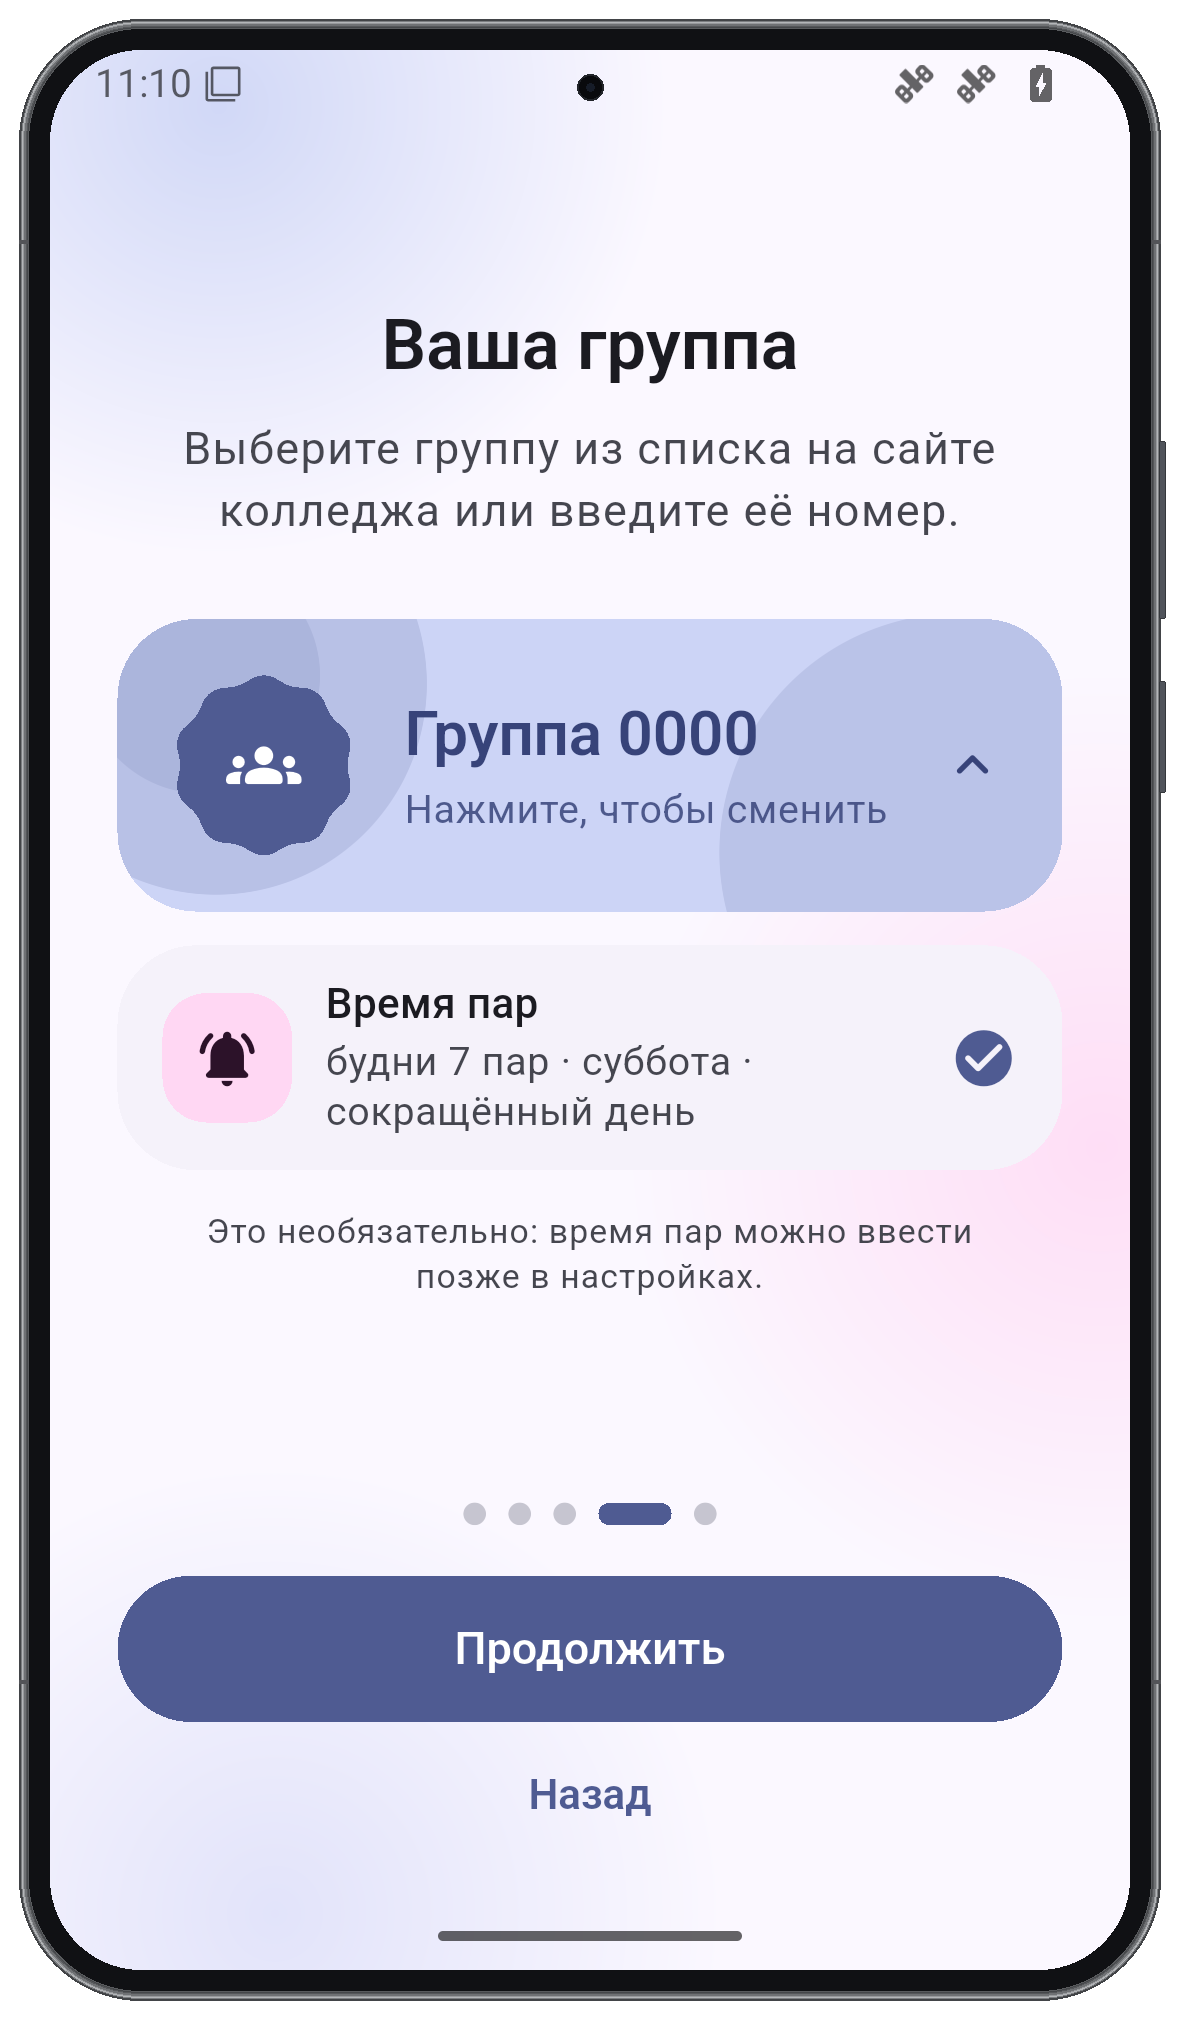 11:10
Ваша группа
Выберите группу из списка на сайте
колледжа или введите её номер.
Группа 0000
Нажмите, чтобы сменить
Время пар
будни 7 пар · суббота ·
сокращённый день
Это необязательно: время пар можно ввести
позже в настройках.
Продолжить
Назад